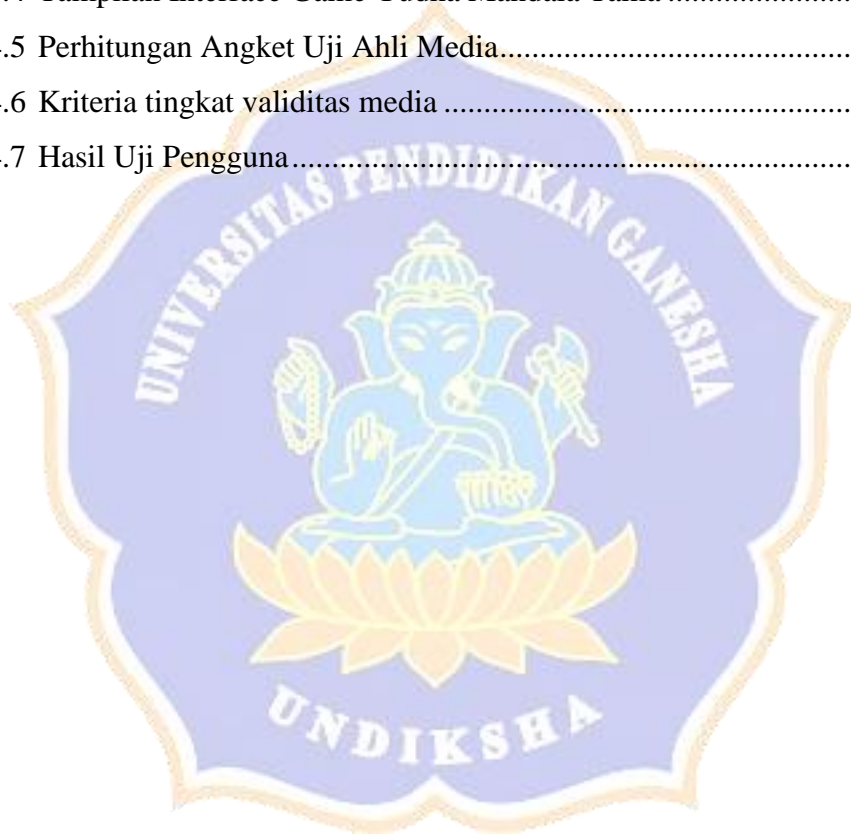 .5 Perhitungan Angket Uji Ahli Media..................................................
.6 Kriteria tingkat validitas media ..........................................................
.7 Hasil Uji Pengguna................................................................................
UNIVERSITAS PENDIDIKAN GANESHA
UNDIKSHA